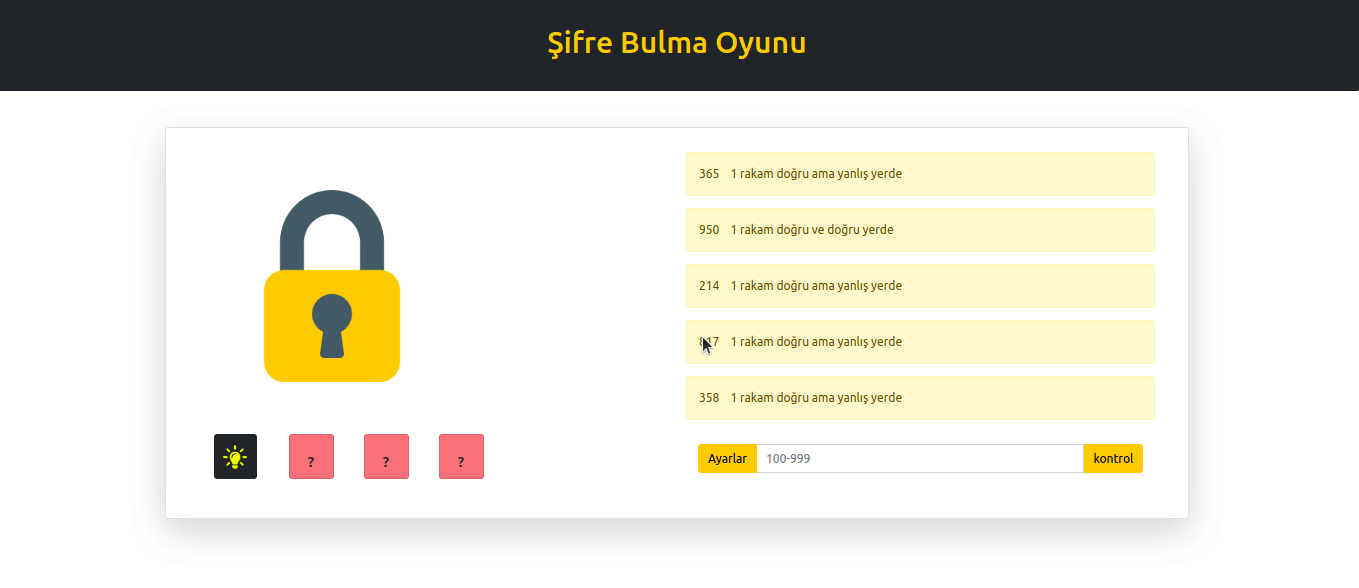 Şifre Bulma Oyunu
365 1 rakam doğru ama yanlış yerde
950 1 rakam doğru ve doğru yerde
214 1 rakam doğru ama yanlış yerde
1 rakam doğru ama yanlış yerde
358 1 rakam doğru ama yanlış yerde
? ? ?
Ayarlar 100-999 kontrol